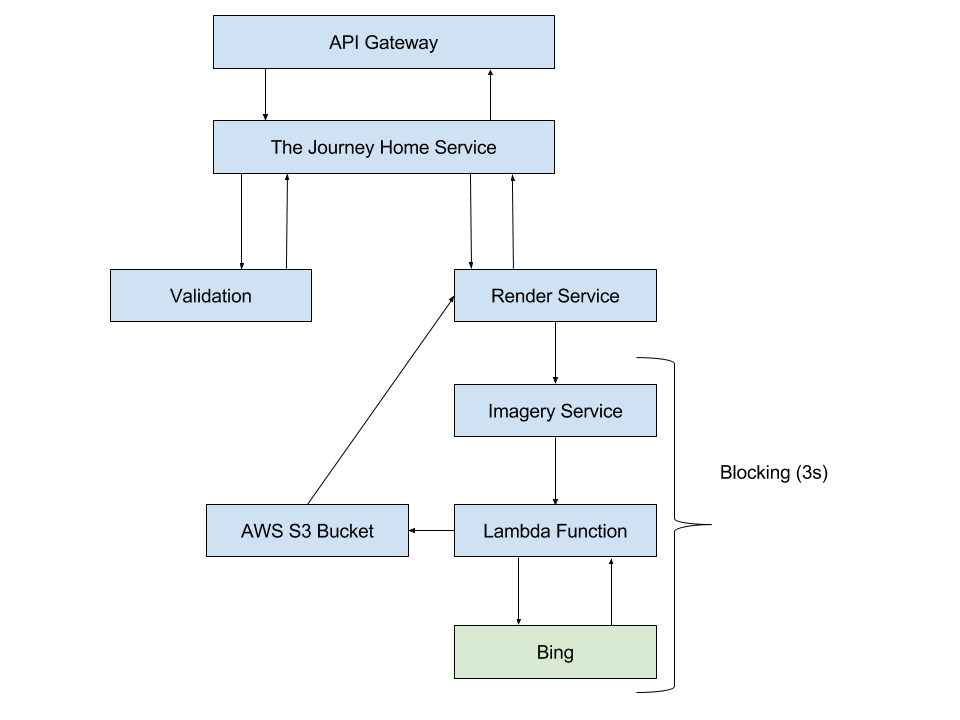 API Gateway
The Journey Home Service
Validation
Render Service
Imagery Service
Blocking (3s)
AWS S3 Bucket
Lambda Function
Bing